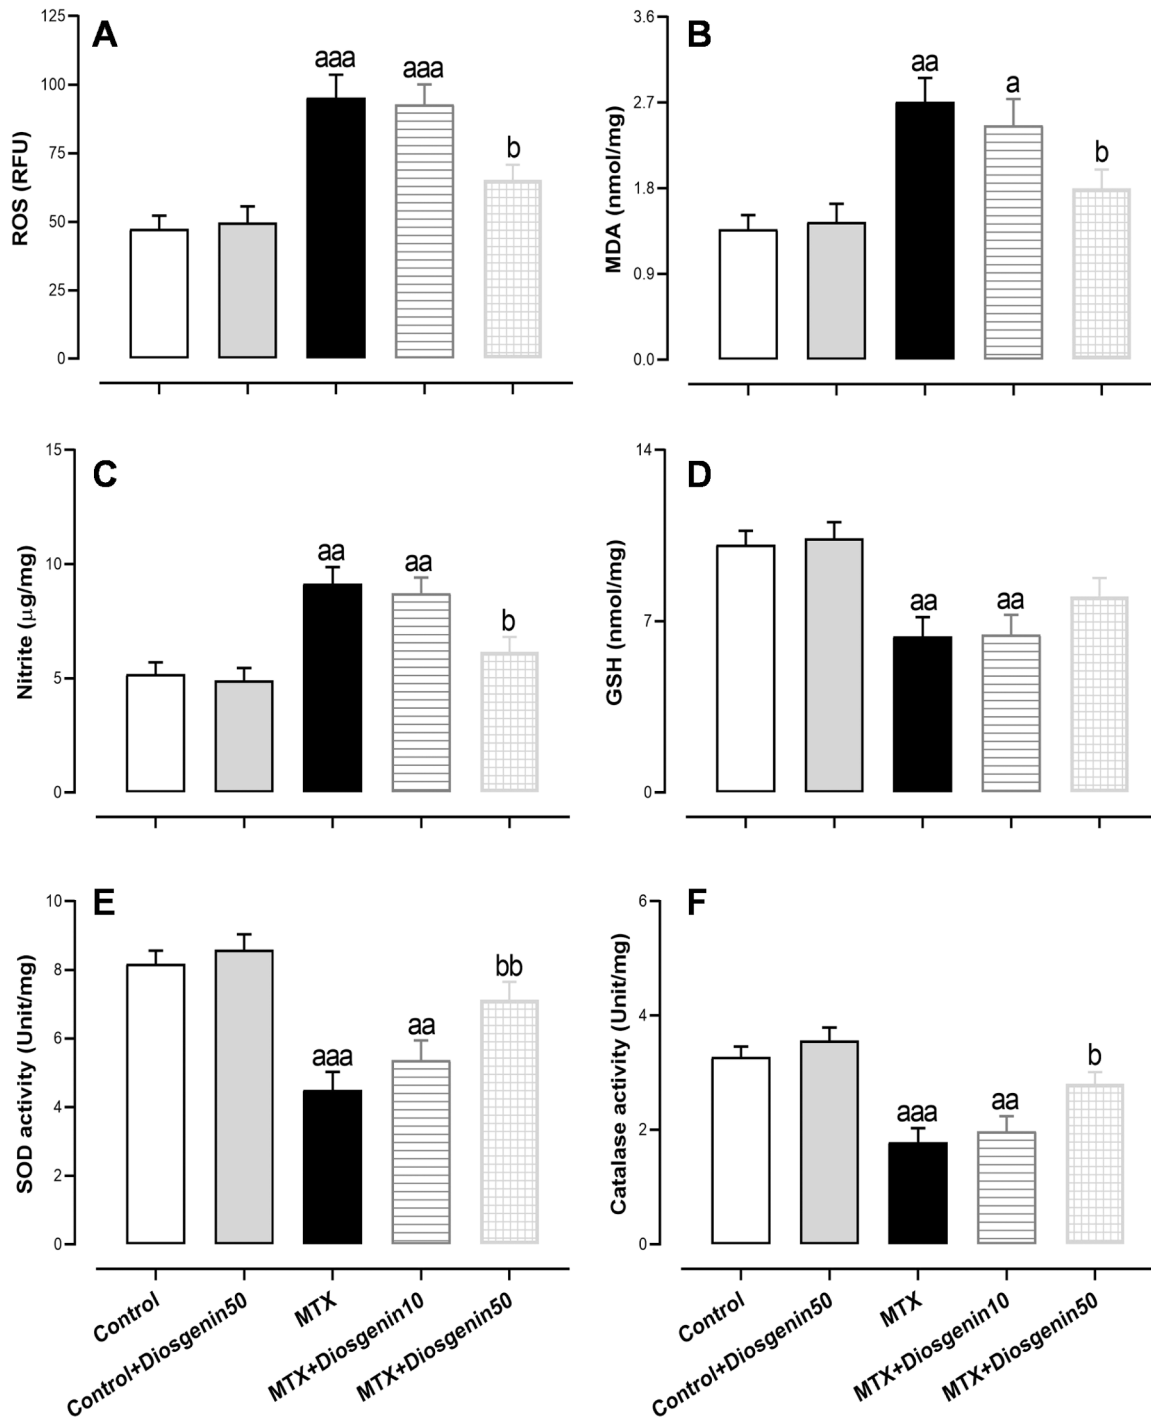 A
ROS (RFU)
125
100
75
50
25
0
aaa
aaa
b
B
MDA (nmol/mg)
3.6
2.7
1.8
0.9
0.0
aa
a
b
C
Nitrite (μg/mg)
15
10
5
0
aa
aa
b
D
GSH (nmol/mg)
14
7
0
aa
aa
E
SOD activity (Unit/mg)
10
8
6
4
2
0
aaa
aa
bb
Control
Control+Diosgenin50
MTX
MTX+Diosgenin10
MTX+Diosgenin50
F
Catalase activity (Unit/mg)
6
4
2
0
aaa
aa
b
Control
Control+Diosgenin50
MTX
MTX+Diosgenin10
MTX+Diosgenin50